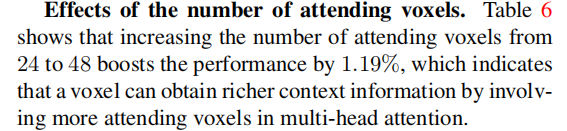 Effects of the number of attending voxels. Table 6
shows that increasing the number of attending voxels from
24 to 48 boosts the performance by 1.19%, which indicates
that a voxel can obtain richer context information by involv-
ing more attending voxels in multi-head attention.